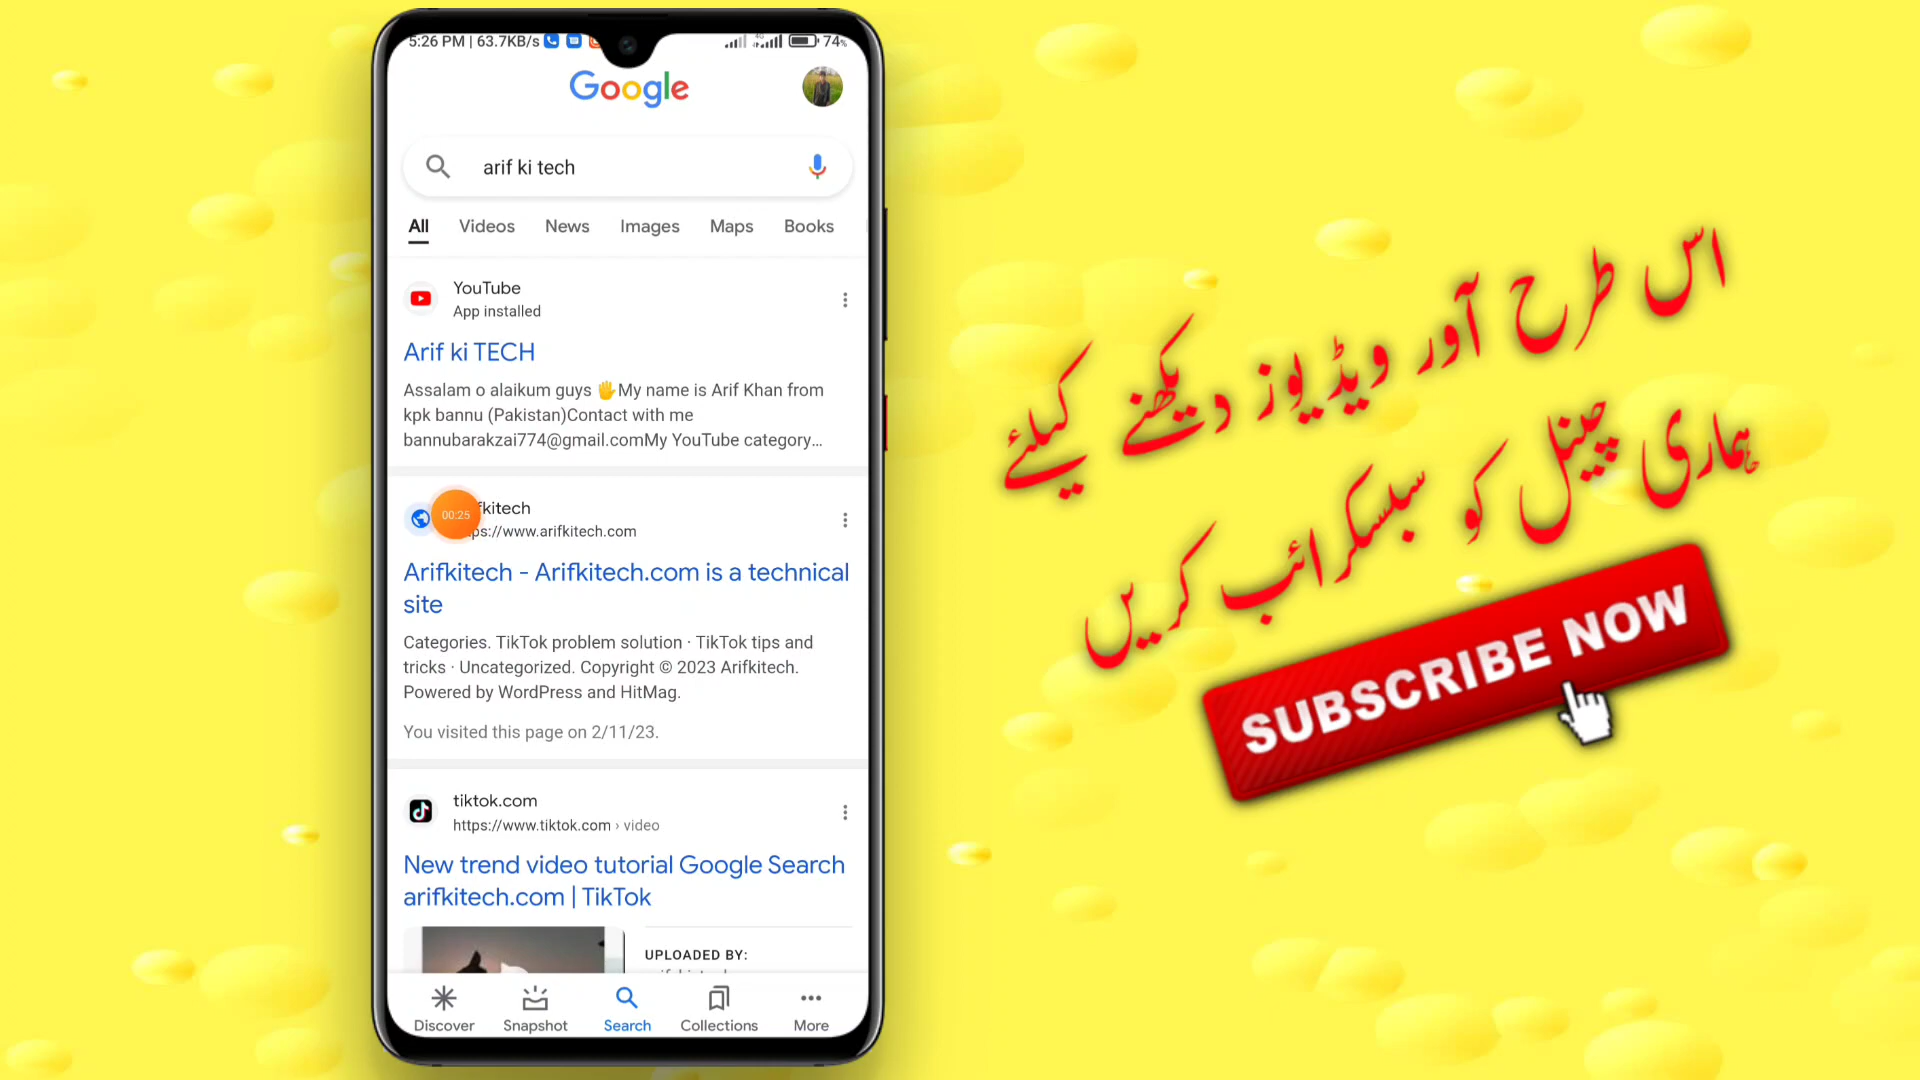 5:26 PM | 63.7KB/s
4G
74%
Google
arif ki tech
All Videos News Images Maps Books
YouTube
App installed
Arif ki TECH
Assalam o alaikum guys 🖐My name is Arif Khan from
kpk bannu (Pakistan)Contact with me
bannubarakzai774@gmail.comMy YouTube category...
00:25
fkitech
ps://www.arifkitech.com
Arifkitech - Arifkitech.com is a technical
site
Categories. TikTok problem solution · TikTok tips and
tricks · Uncategorized. Copyright © 2023 Arifkitech.
Powered by WordPress and HitMag.
You visited this page on 2/11/23.
tiktok.com
https://www.tiktok.com › video
New trend video tutorial Google Search
arifkitech.com | TikTok
UPLOADED BY:
Discover Snapshot Search Collections More
اس طرح آور ویڈیوز دیکھنے کیلئے
ہماری چینل کو سبسکرائب کریں
SUBSCRIBE NOW